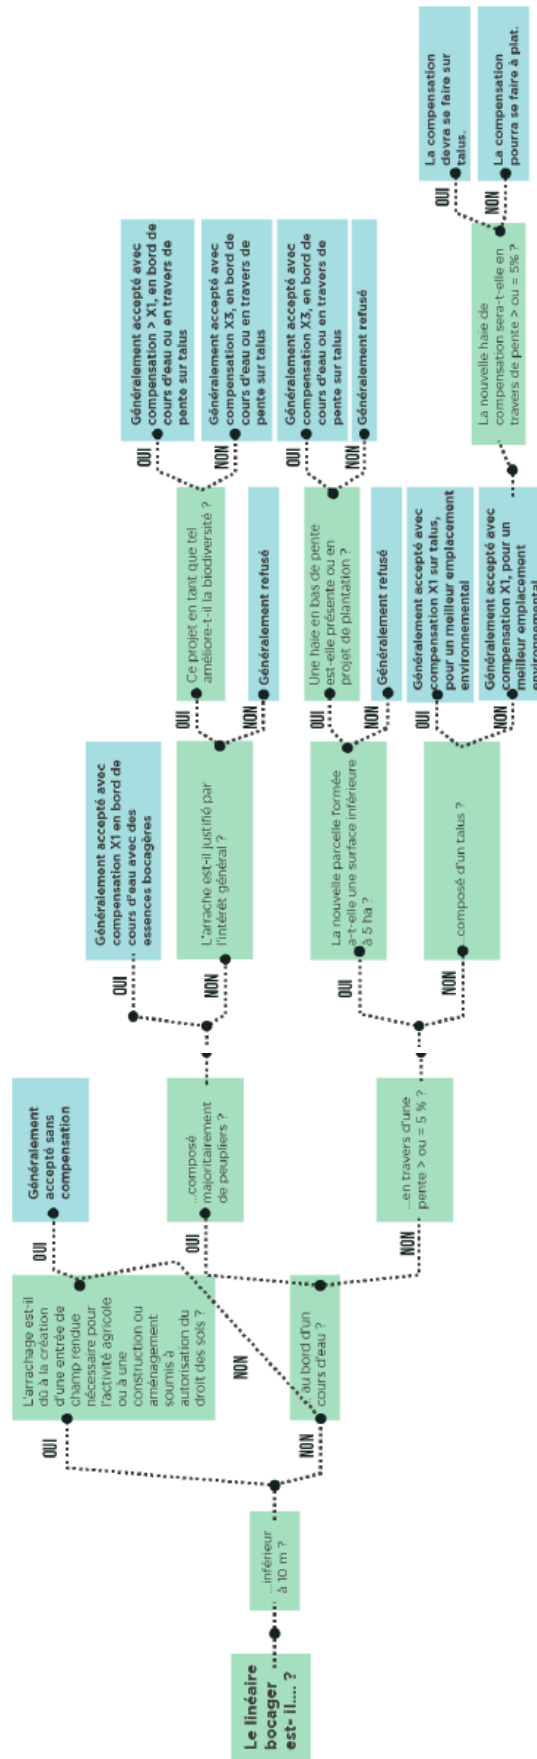 Le linéaire
bocager
est- il.... ?
...inférieur
à 10 m ?
OUI
NON
L'arrachage est-il
dû à la création
d'une entrée de
champ rendue
nécessaire pour
l'activité agricole
ou à une
construction ou
aménagement
soumis à
autorisation du
droit des sols ?
OUI
NON
Généralement
accepté sans
compensation
... au bord d'un
cours d'eau ?
OUI
NON
...composé
majoritairement
de peupliers ?
OUI
NON
Généralement accepté avec
compensation X1 en bord de
cours d'eau avec des
essences bocagères
L'arrache est-il justifié par
l'intérêt général ?
OUI
NON
Ce projet en tant que tel
améliore-t-il la biodiversité ?
OUI
NON
Généralement accepté avec
compensation > X1, en bord de
cours d'eau ou en travers de
pente sur talus
Généralement accepté avec
compensation X3, en bord de
cours d'eau ou en travers de
pente sur talus
Généralement refusé
...en travers d'une
pente > ou = 5 % ?
OUI
NON
La nouvelle parcelle formée
a-t-elle une surface inférieure
à 5 ha ?
OUI
NON
Une haie en bas de pente
est-elle présente ou en
projet de plantation ?
OUI
NON
Généralement accepté avec
compensation X3, en bord de
cours d'eau ou en travers de
pente sur talus
Généralement refusé
Généralement refusé
composé d'un talus ?
OUI
NON
Généralement accepté avec
compensation X1 sur talus,
pour un meilleur emplacement
environnemental
Généralement accepté avec
compensation X1, pour un
meilleur emplacement
environnemental
La nouvelle haie de
compensation sera-t-elle en
travers de pente > ou = 5% ?
OUI
NON
La compensation
devra se faire sur
talus.
La compensation
pourra se faire à plat.